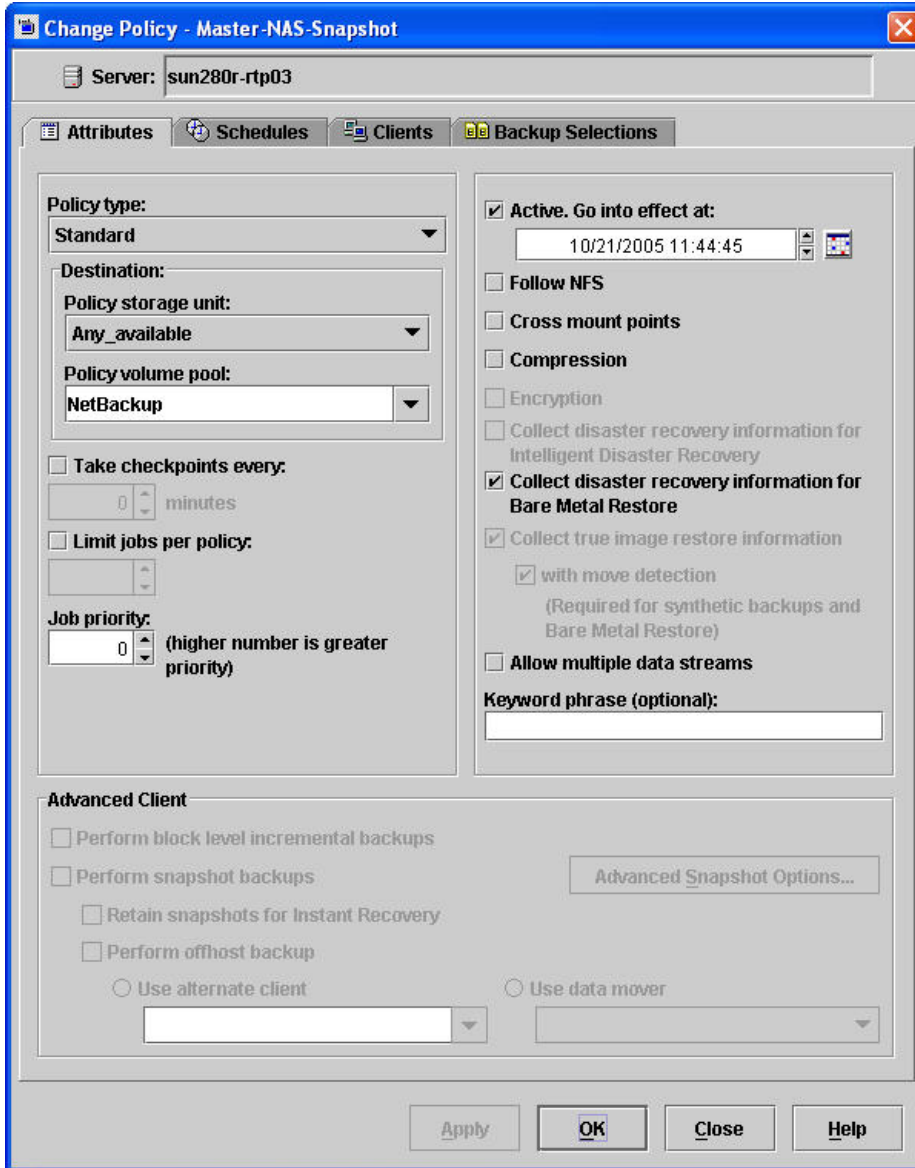 Change Policy - Master-NAS-Snapshot
Server: sun280r-rtp03
Attributes Schedules Clients Backup Selections
Policy type:
Standard
Destination:
Policy storage unit:
Any_available
Policy volume pool:
NetBackup
Take checkpoints every:
0 minutes
Limit jobs per policy:
Job priority:
0 (higher number is greater
priority)
Active. Go into effect at:
10/21/2005 11:44:45
Follow NFS
Cross mount points
Compression
Encryption
Collect disaster recovery information for
Intelligent Disaster Recovery
Collect disaster recovery information for
Bare Metal Restore
Collect true image restore information
with move detection
(Required for synthetic backups and
Bare Metal Restore)
Allow multiple data streams
Keyword phrase (optional):
Advanced Client
Perform block level incremental backups
Perform snapshot backups
Advanced Snapshot Options...
Retain snapshots for Instant Recovery
Perform offhost backup
Use alternate client
Use data mover
Apply OK Close Help